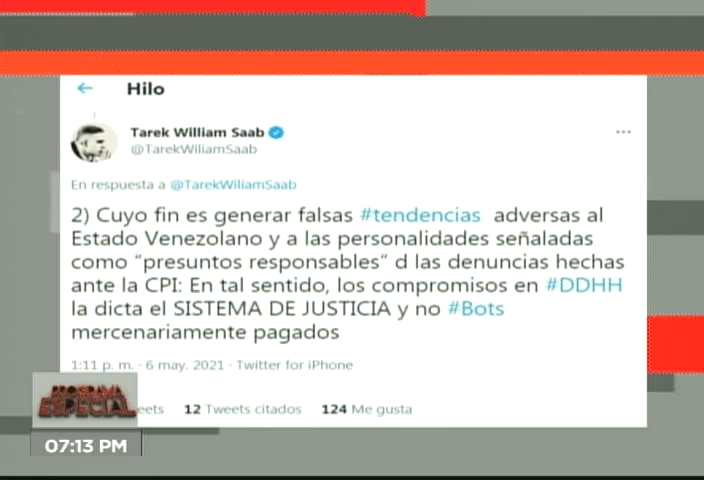 ← Hilo
Tarek William Saab
@TarekWiliamSaab
En respuesta a @TarekWiliamSaab
2) Cuyo fin es generar falsas #tendencias adversas al
Estado Venezolano y a las personalidades señaladas
como “presuntos responsables” d las denuncias hechas
ante la CPI: En tal sentido, los compromisos en #DDHH
la dicta el SISTEMA DE JUSTICIA y no #Bots
mercenariamente pagados
1:11 p. m. · 6 may. 2021 · Twitter for iPhone
eets 12 Tweets citados 124 Me gusta
PROGRAMA
ESPECIAL
07:13 PM